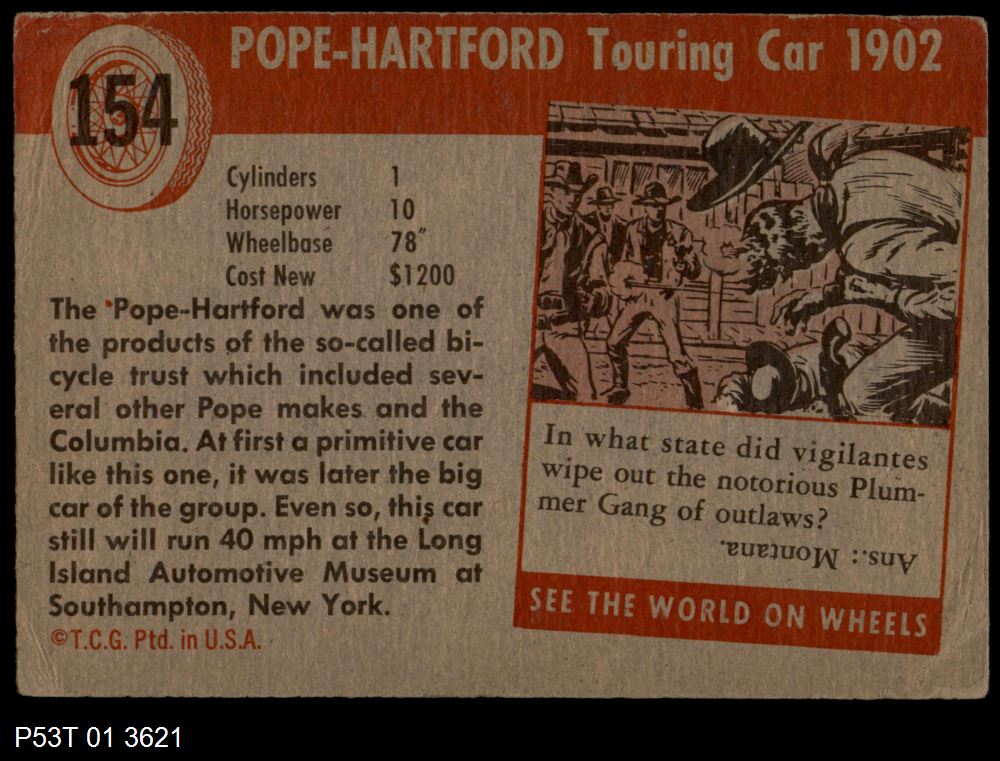 154
POPE-HARTFORD Touring Car 1902
Cylinders 1
Horsepower 10
Wheelbase 78"
Cost New $1200
The Pope-Hartford was one of
the products of the so-called bi-
cycle trust which included sev-
eral other Pope makes and the
Columbia. At first a primitive car
like this one, it was later the big
car of the group. Even so, this car
still will run 40 mph at the Long
Island Automotive Museum at
Southampton, New York.
©T.C.G. Ptd. in U.S.A.
In what state did vigilantes
wipe out the notorious Plum-
mer Gang of outlaws?
Ans.: Montana.
SEE THE WORLD ON WHEELS
P53T 01 3621